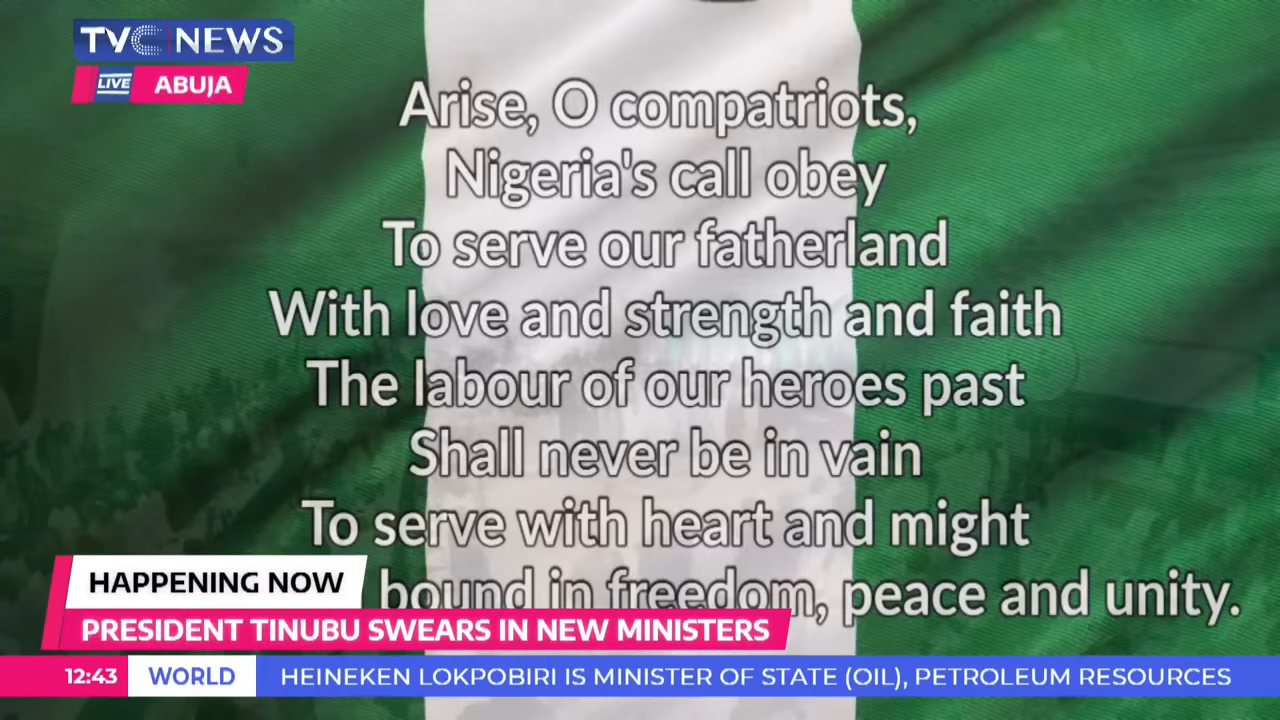 TVC NEWS
LIVE ABUJA
Arise, O compatriots,
Nigeria's call obey
To serve our fatherland
With love and strength and faith
The labour of our heroes past
Shall never be in vain
To serve with heart and might
bound in freedom, peace and unity.
HAPPENING NOW
PRESIDENT TINUBU SWEARS IN NEW MINISTERS
12:43 WORLD HEINEKEN LOKPOBIRI IS MINISTER OF STATE (OIL), PETROLEUM RESOURCES